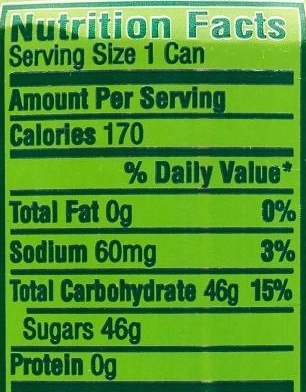 Nutrition Facts
Serving Size 1 Can
Amount Per Serving
Calories 170
% Daily Value*
Total Fat 0g 0%
Sodium 60mg 3%
Total Carbohydrate 46g 15%
Sugars 46g
Protein 0g